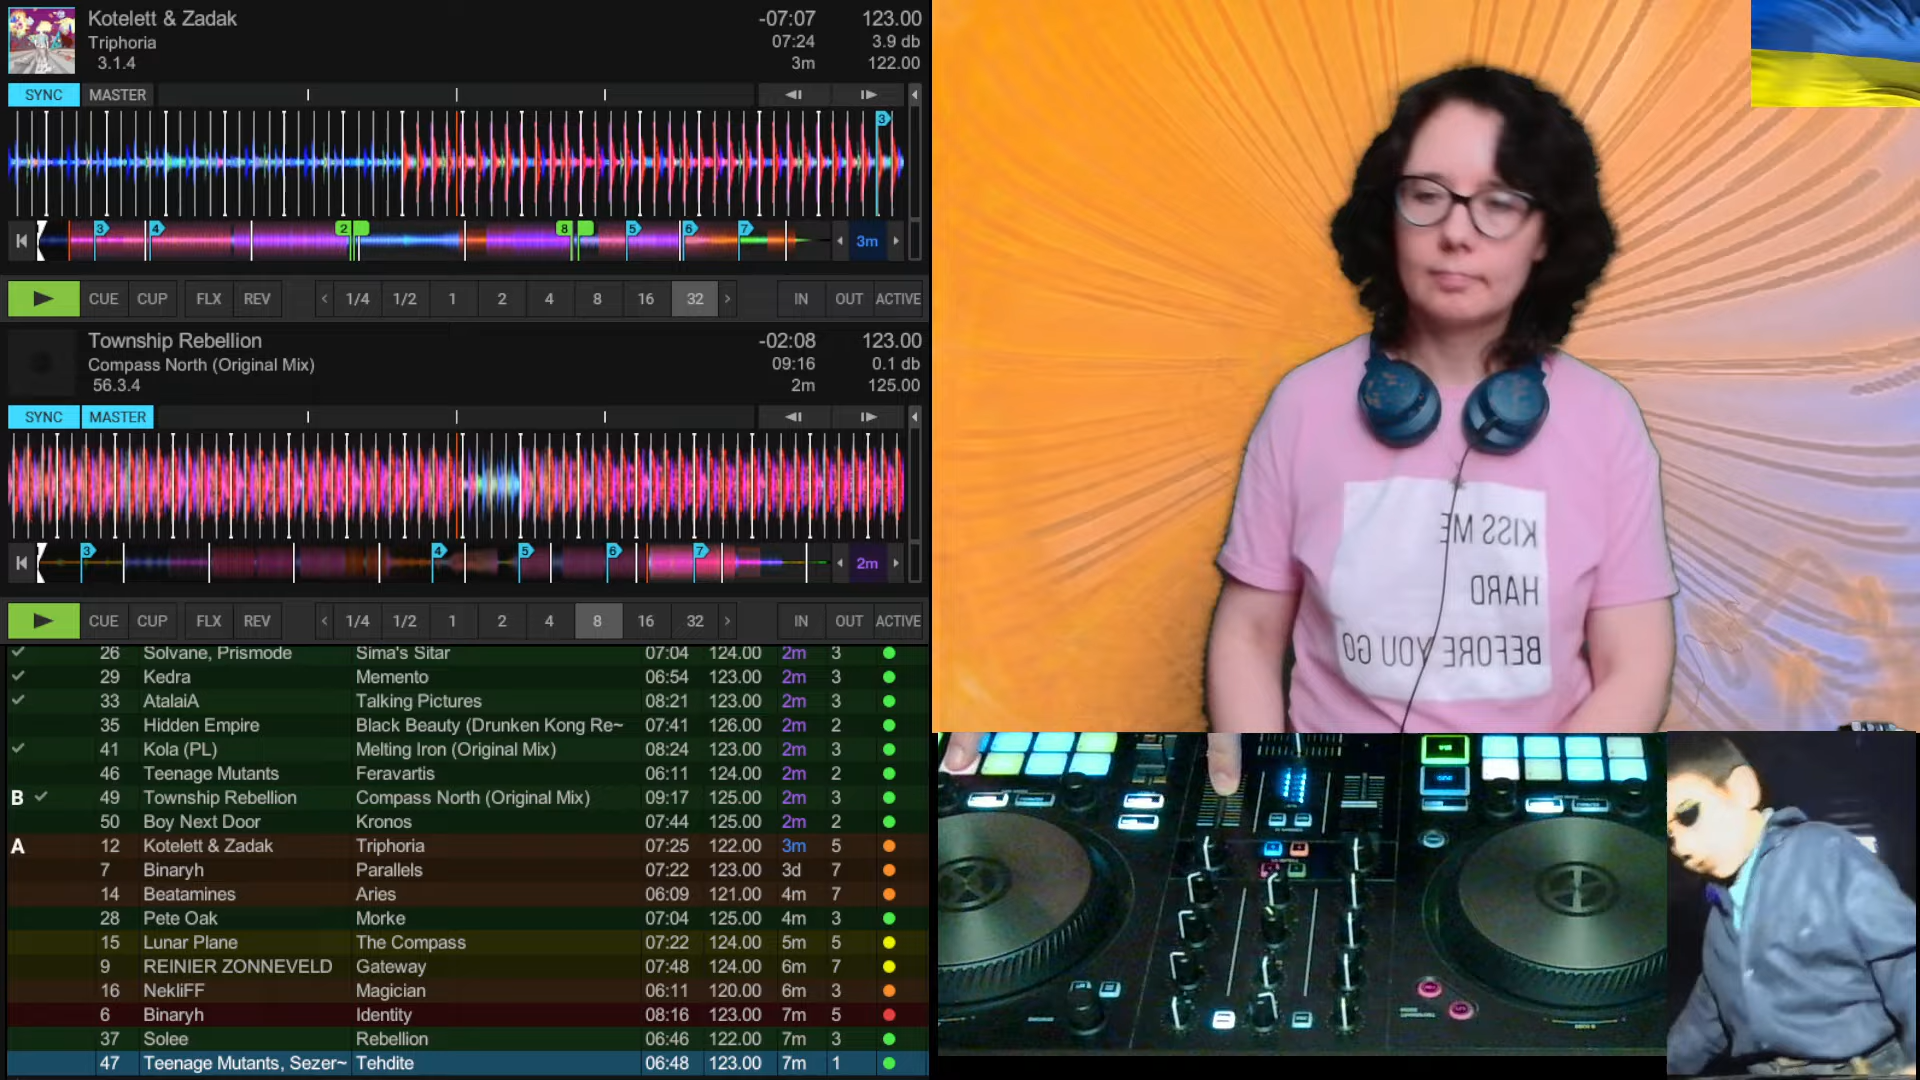 Kotelett & Zadak
-07:07
123.00
Triphoria
07:24
3.9 db
3.1.4
3m
122.00
SYNC
MASTER
3
3
4
2
8
5
6
7
3m
CUE
CUP
FLX
REV
1/4
1/2
1
2
4
8
16
32
IN
OUT
ACTIVE
Township Rebellion
-02:08
123.00
Compass North (Original Mix)
09:16
0.1 db
56.3.4
2m
125.00
SYNC
MASTER
3
4
5
6
7
2m
CUE
CUP
FLX
REV
1/4
1/2
1
2
4
8
16
32
IN
OUT
ACTIVE
26 Solvane, Prismode Sima's Sitar 07:04 124.00 2m 3
29 Kedra Memento 06:54 123.00 2m 3
33 AtalaiA Talking Pictures 08:21 123.00 2m 3
35 Hidden Empire Black Beauty (Drunken Kong Re~ 07:41 126.00 2m 2
41 Kola (PL) Melting Iron (Original Mix) 08:24 123.00 2m 3
46 Teenage Mutants Feravartis 06:11 124.00 2m 2
B 49 Township Rebellion Compass North (Original Mix) 09:17 125.00 2m 3
50 Boy Next Door Kronos 07:44 125.00 2m 2
A 12 Kotelett & Zadak Triphoria 07:25 122.00 3m 5
7 Binaryh Parallels 07:22 123.00 3d 7
14 Beatamines Aries 06:09 121.00 4m 7
28 Pete Oak Morke 07:04 125.00 4m 3
15 Lunar Plane The Compass 07:22 124.00 5m 5
9 REINIER ZONNEVELD Gateway 07:48 124.00 6m 7
16 NekliFF Magician 06:11 120.00 6m 3
6 Binaryh Identity 08:16 123.00 7m 5
37 Solee Rebellion 06:46 122.00 7m 3
47 Teenage Mutants, Sezer~ Tehdite 06:48 123.00 7m 1
KISS ME
HARD
BEFORE YOU GO